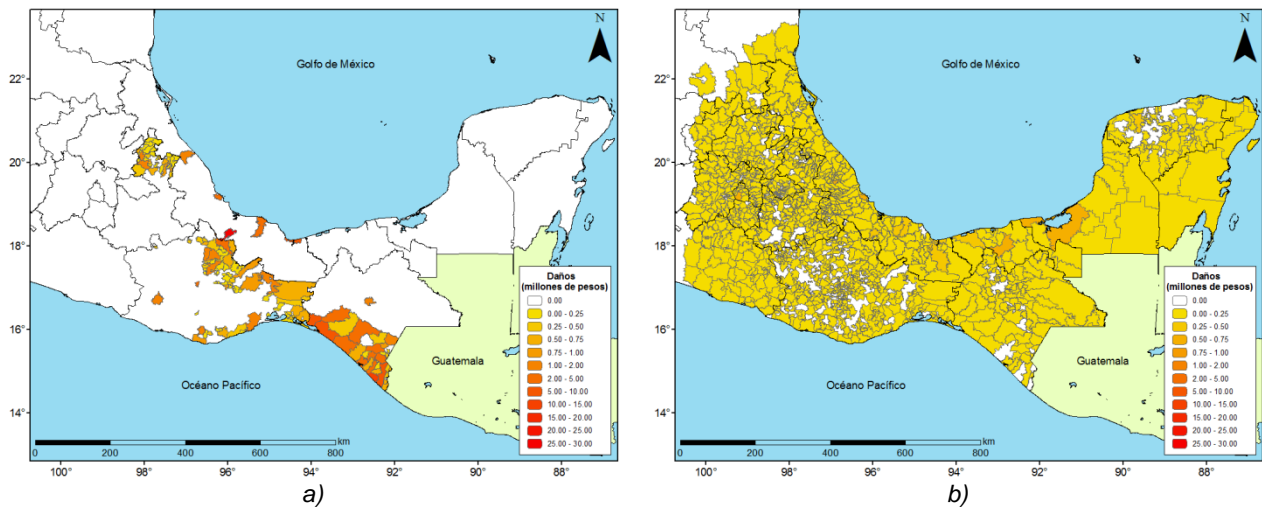 N
Golfo de México
22°
20°
18°
16°
14°
Guatemala
Océano Pacífico
Daños
(millones de pesos)
0.00
0.00 - 0.25
0.25 - 0.50
0.50 - 0.75
0.75 - 1.00
1.00 - 2.00
2.00 - 5.00
5.00 - 10.00
10.00 - 15.00
15.00 - 20.00
20.00 - 25.00
25.00 - 30.00
km
0 200 400 600 800
100° 98° 96° 94° 92° 90° 88°
a)
N
Golfo de México
22°
20°
18°
16°
14°
Guatemala
Océano Pacífico
Daños
(millones de pesos)
0.00
0.00 - 0.25
0.25 - 0.50
0.50 - 0.75
0.75 - 1.00
1.00 - 2.00
2.00 - 5.00
5.00 - 10.00
10.00 - 15.00
15.00 - 20.00
20.00 - 25.00
25.00 - 30.00
km
0 200 400 600 800
100° 98° 96° 94° 92° 90° 88°
b)